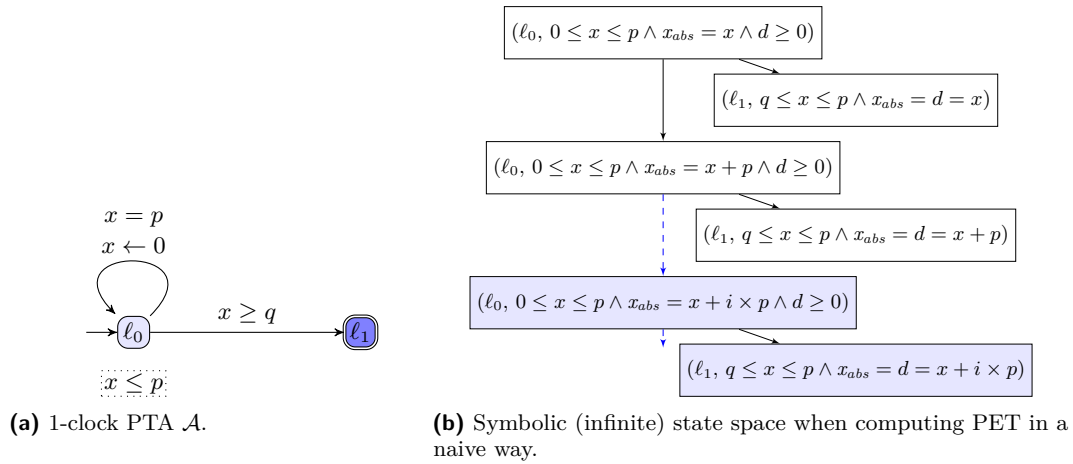 (ℓ₀, 0 ≤ x ≤ p ∧ x_abs = x ∧ d ≥ 0)
(ℓ₁, q ≤ x ≤ p ∧ x_abs = d = x)
(ℓ₀, 0 ≤ x ≤ p ∧ x_abs = x + p ∧ d ≥ 0)
(ℓ₁, q ≤ x ≤ p ∧ x_abs = d = x + p)
(ℓ₀, 0 ≤ x ≤ p ∧ x_abs = x + i × p ∧ d ≥ 0)
(ℓ₁, q ≤ x ≤ p ∧ x_abs = d = x + i × p)
x = p
x ← 0
x ≥ q
ℓ₀
ℓ₁
x ≤ p
(a) 1-clock PTA 𝒜.
(b) Symbolic (infinite) state space when computing PET in a
naive way.